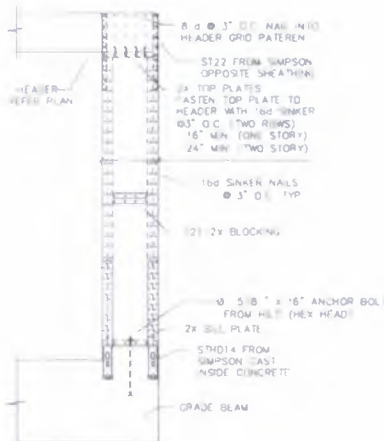 8 d @ 3" O.C. NAIL INTO
HEADER GRID PATEREN
ST22 FROM SIMPSON
OPPOSITE SHEATHING
HEADER
REFER PLAN
2x TOP PLATES
FASTEN TOP PLATE TO
HEADER WITH 16d SINKER
@3" O.C. (TWO ROWS)
16" MIN. (ONE STORY)
24" MIN. (TWO STORY)
16d SINKER NAILS
@ 3" O.C. TYP
(2) 2x BLOCKING
Ø 5/8" x 16" ANCHOR BOL
FROM HILTI (HEX HEAD)
2x SILL PLATE
STHD14 FROM
SIMPSON CAST
INSIDE CONCRETE
GRADE BEAM